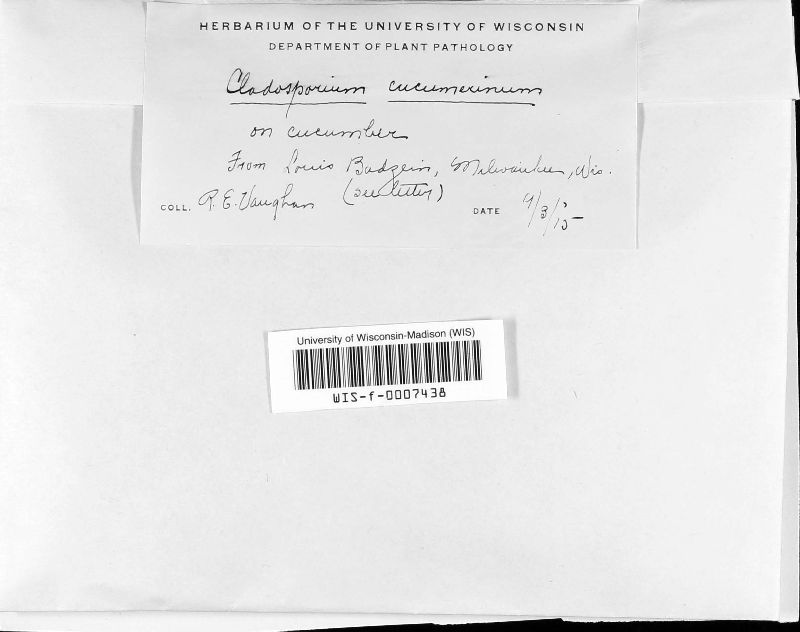 HERBARIUM OF THE UNIVERSITY OF WISCONSIN
DEPARTMENT OF PLANT PATHOLOGY
Cladosporium cucumerinum
on cucumber
From Louis Badzein, Milwaukee, Wis.
(see letter)
COLL. R. E. Vaughan
DATE 9/3/15
University of Wisconsin-Madison (WIS)
WIS-f-0007438